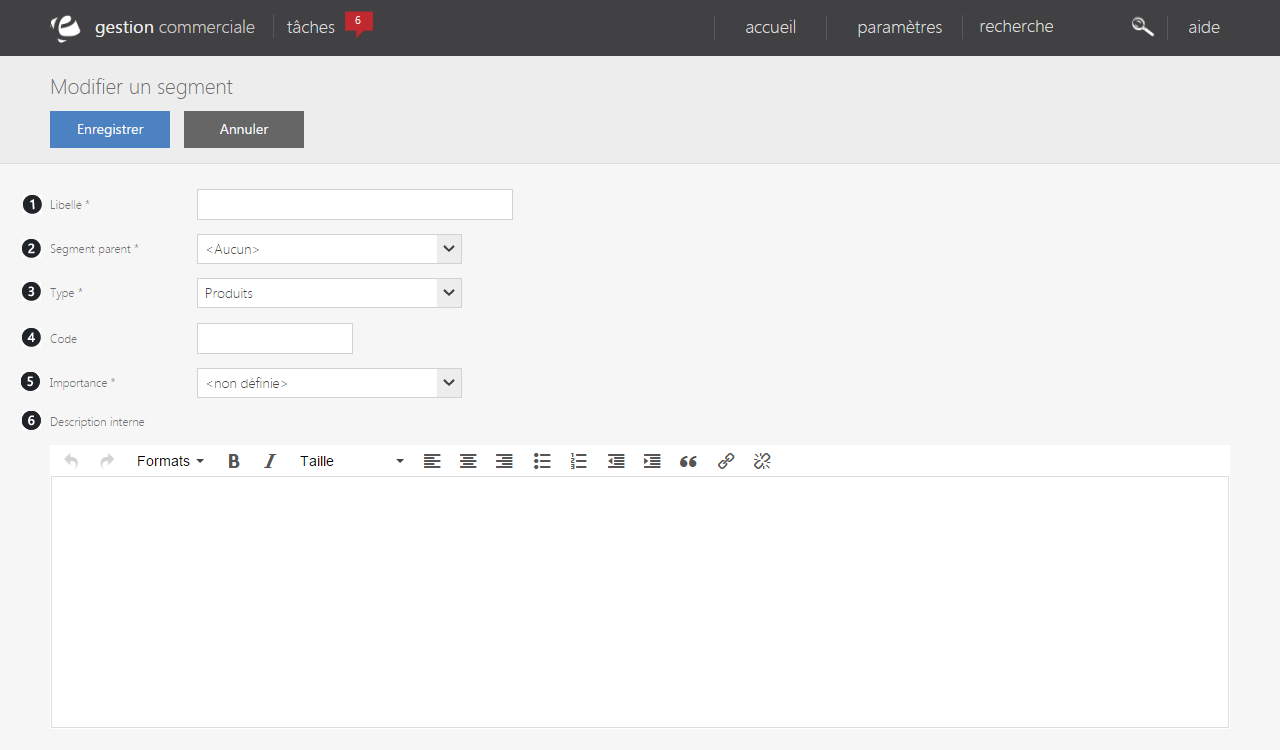 gestion commerciale tâches 6 accueil paramètres recherche aide
Modifier un segment
Enregistrer Annuler
1 Libellé *
2 Segment parent * <Aucun>
3 Type * Produits
4 Code
5 Importance * <non définie>
6 Description interne
Formats B I Taille